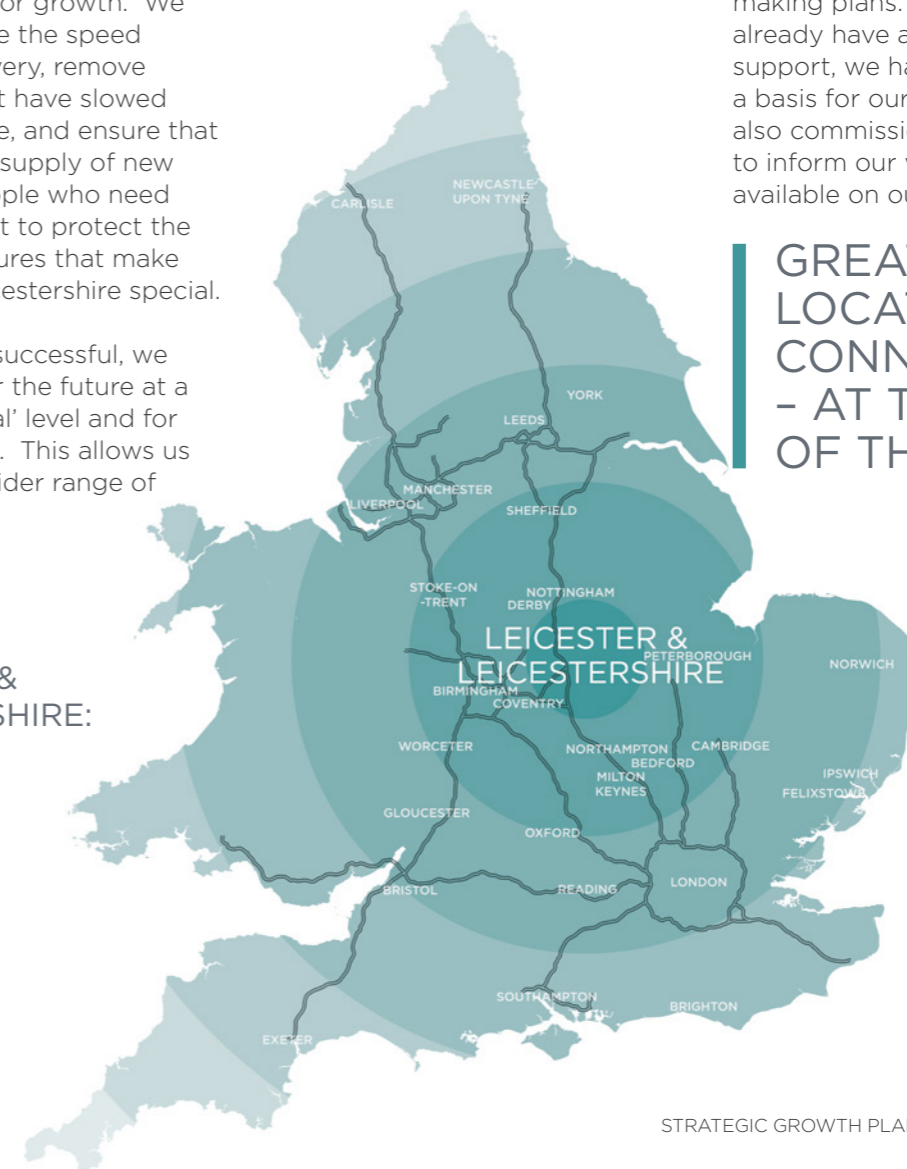 or growth. We
e the speed
very, remove
t have slowed
e, and ensure that
supply of new
ople who need
t to protect the
ures that make
cestershire special.
successful, we
r the future at a
al’ level and for
. This allows us
ider range of
&
SHIRE:
making plans.
already have a
support, we ha
a basis for our
also commissi
to inform our
available on ou
GREAT
LOCAT
CONN
– AT T
OF TH
CARLISLE
NEWCASTLE
UPON TYNE
YORK
LEEDS
MANCHESTER
LIVERPOOL
SHEFFIELD
STOKE-ON
-TRENT
NOTTINGHAM
DERBY
LEICESTER &
LEICESTERSHIRE
PETERBOROUGH
NORWICH
BIRMINGHAM
COVENTRY
WORCETER
NORTHAMPTON
CAMBRIDGE
BEDFORD
MILTON
KEYNES
IPSWICH
FELIXSTOWE
GLOUCESTER
OXFORD
BRISTOL
READING
LONDON
SOUTHAMPTON
BRIGHTON
EXETER
STRATEGIC GROWTH PLAN